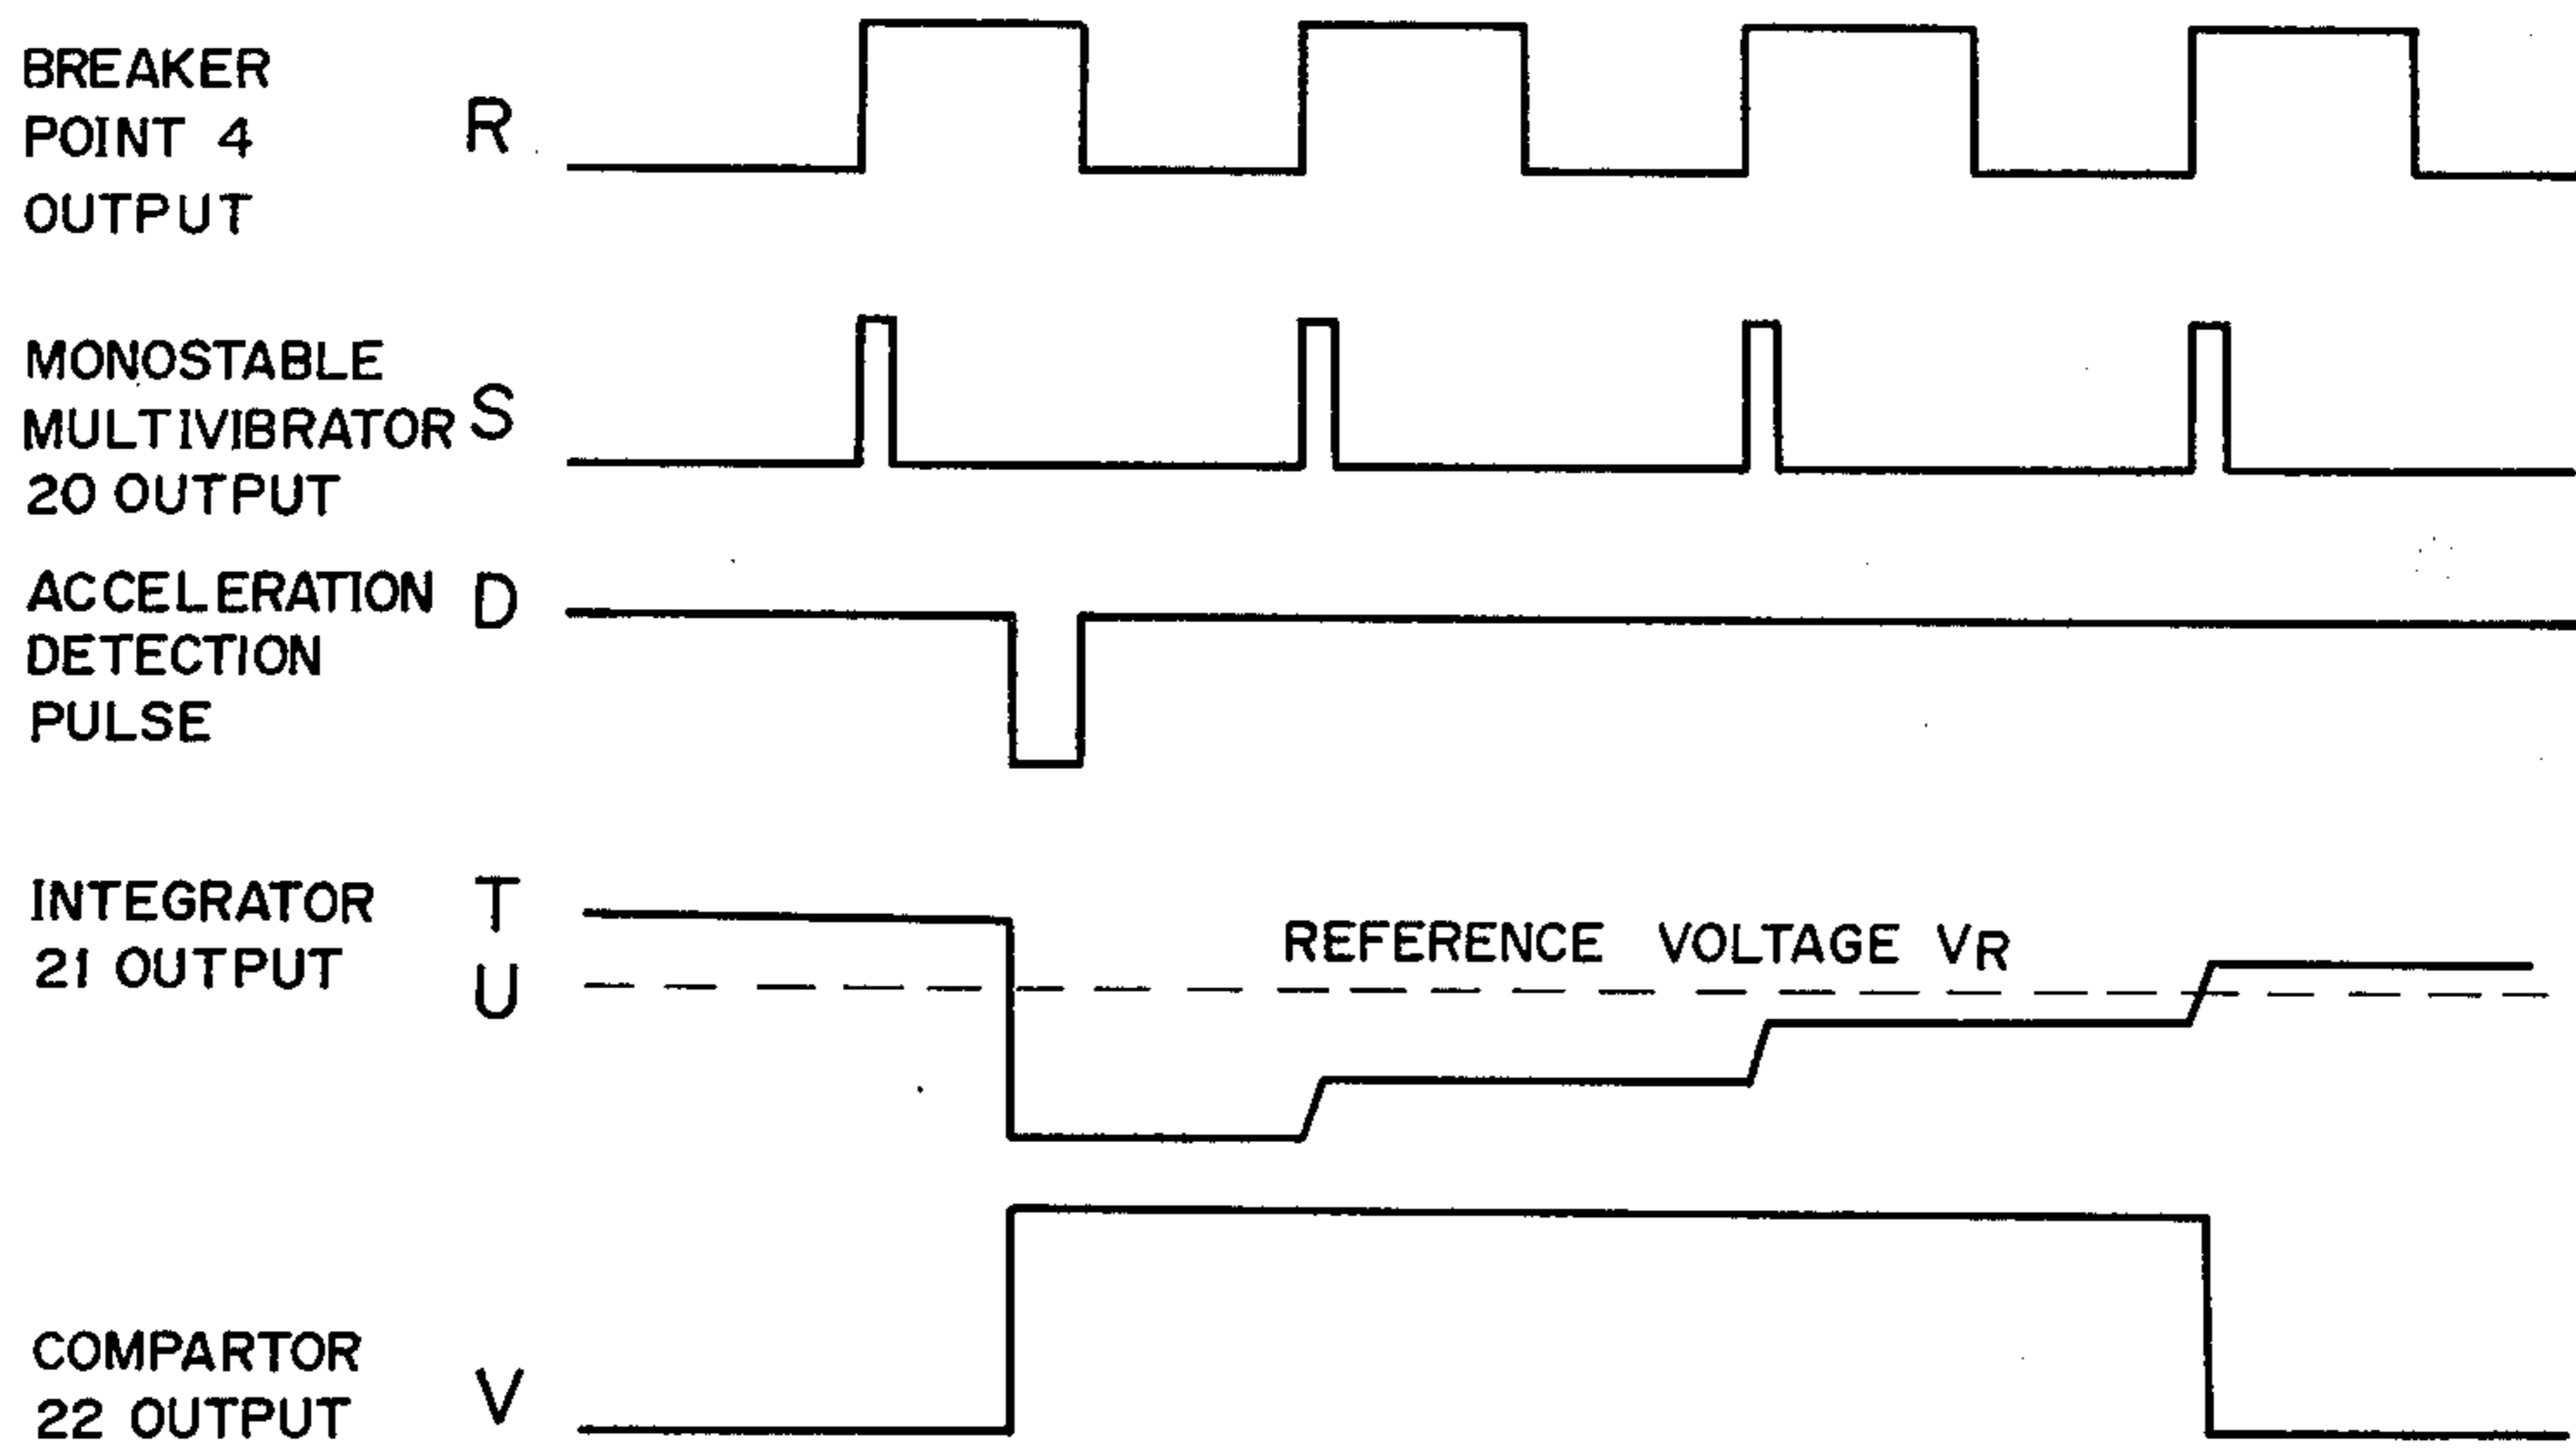 BREAKER
POINT 4
OUTPUT
R
MONOSTABLE
MULTIVIBRATOR
20 OUTPUT
S
ACCELERATION
DETECTION
PULSE
D
INTEGRATOR
21 OUTPUT
T
U
REFERENCE VOLTAGE VR
COMPARTOR
22 OUTPUT
V